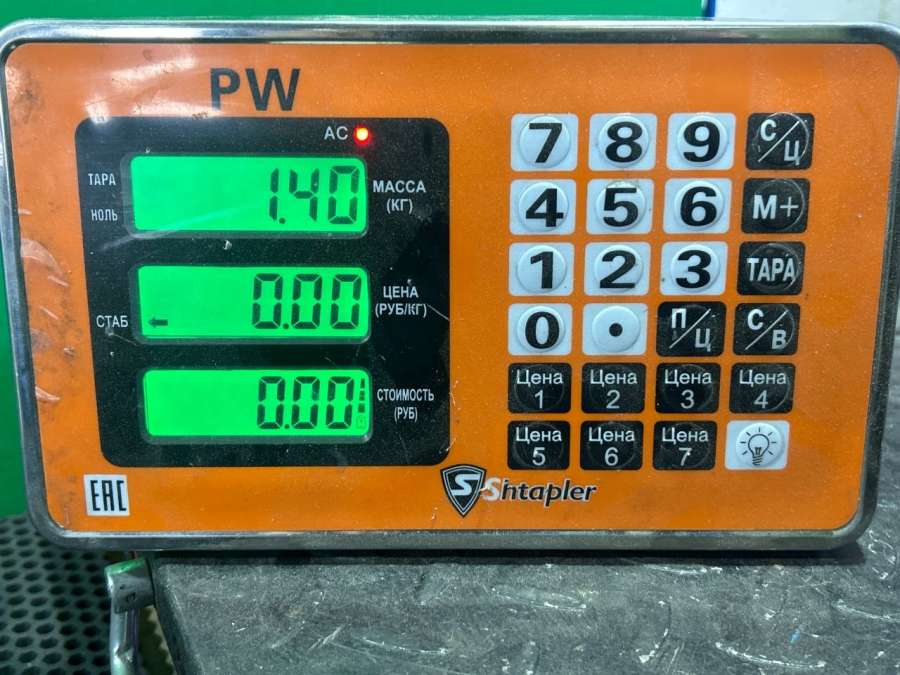 PW
AC
ТАРА
НОЛЬ
1.40
МАССА
(КГ)
СТАБ
0.00
ЦЕНА
(РУБ/КГ)
0.00
СТОИМОСТЬ
(РУБ)
7 8 9 С/Ц
4 5 6 М+
1 2 3 ТАРА
0 . П/Ц С/В
Цена 1 Цена 2 Цена 3 Цена 4
Цена 5 Цена 6 Цена 7
EAC
S Shtapler